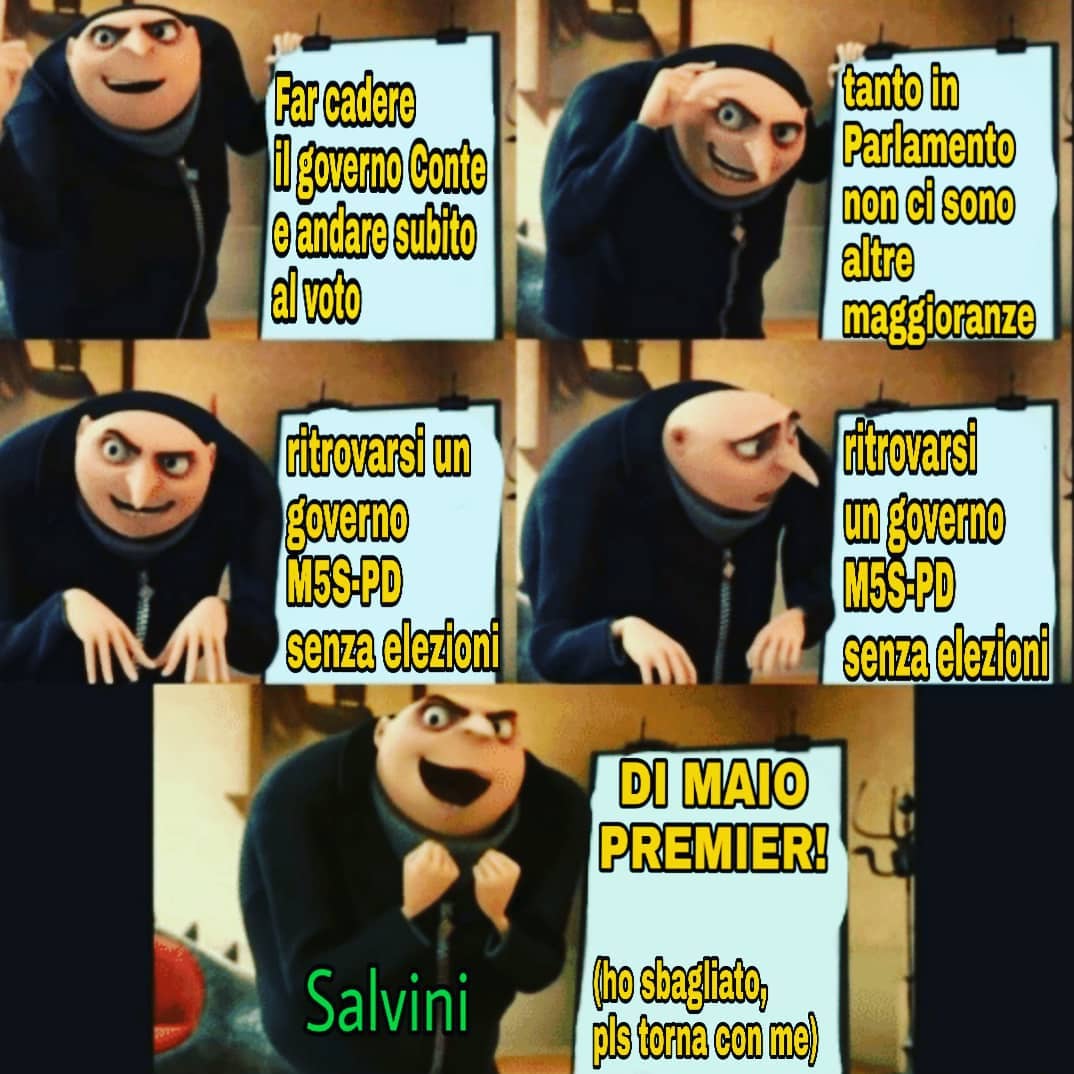 Far cadere
il governo Conte
e andare subito
al voto
tanto in
Parlamento
non ci sono
altre
maggioranze
ritrovarsi un
governo
M5S-PD
senza elezioni
ritrovarsi
un governo
M5S-PD
senza elezioni
DI MAIO
PREMIER!
(ho sbagliato,
pls torna con me)
Salvini